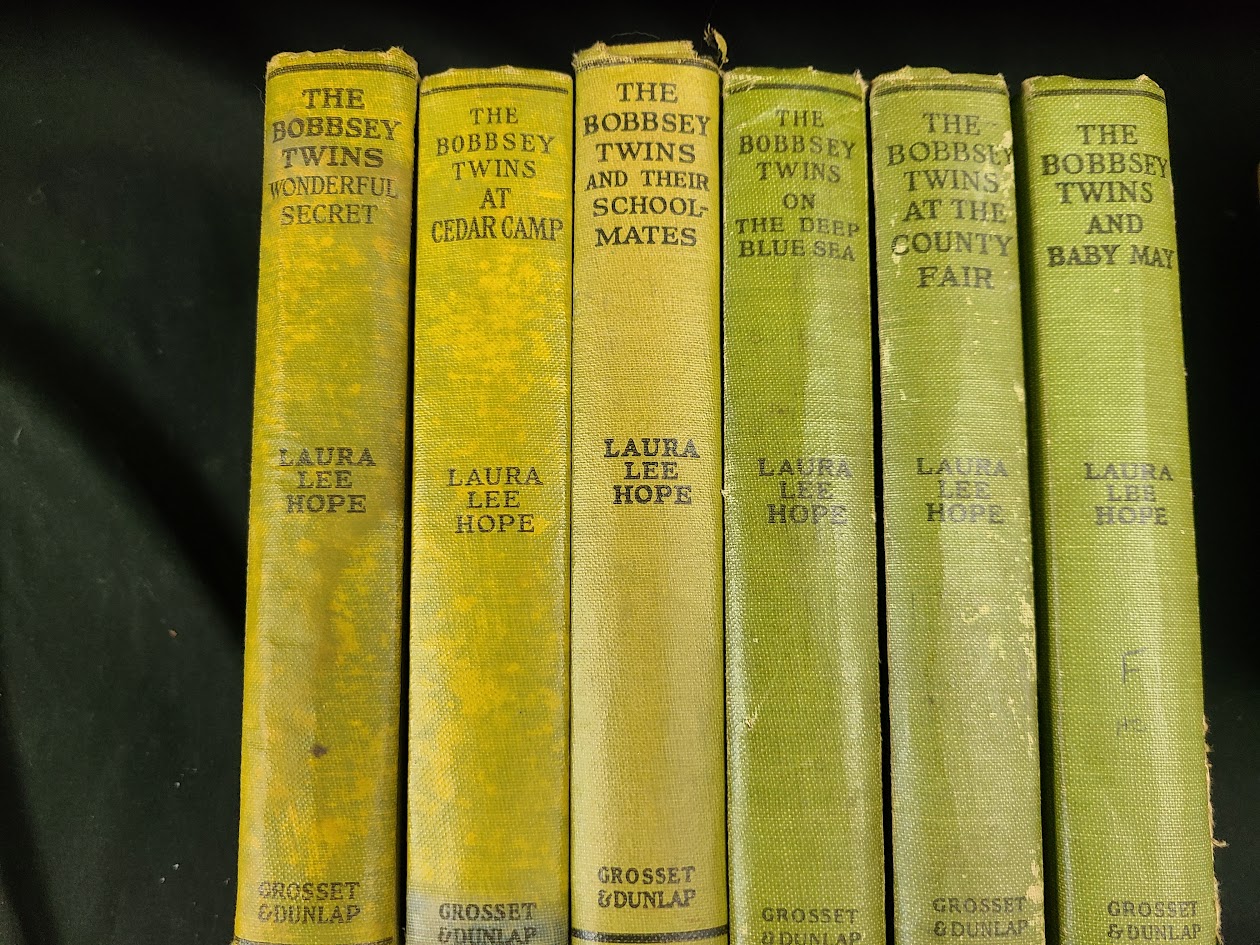 THE
BOBBSEY
TWINS
WONDERFUL
SECRET
LAURA
LEE
HOPE
GROSSET
& DUNLAP
THE
BOBBSEY
TWINS
AT
CEDAR CAMP
LAURA
LEE
HOPE
GROSSET
& DUNLAP
THE
BOBBSEY
TWINS
AND THEIR
SCHOOL-
MATES
LAURA
LEE
HOPE
GROSSET
& DUNLAP
THE
BOBBSEY
TWINS
ON
THE DEEP
BLUE SEA
LAURA
LEE
HOPE
GROSSET
& DUNLAP
THE
BOBBSEY
TWINS
AT THE
COUNTY
FAIR
LAURA
LEE
HOPE
GROSSET
& DUNLAP
THE
BOBBSEY
TWINS
AND
BABY MAY
LAURA
LEE
HOPE
F
GROSSET
& DUNLAP